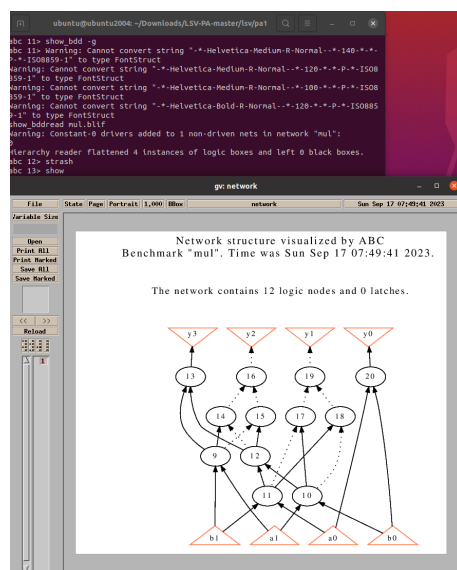 ubuntu@ubuntu2004: ~/Downloads/LSV-PA-master/lsv/pa1
abc 11> show_bdd -g
abc 11> Warning: Cannot convert string "-*-Helvetica-Medium-R-Normal--*-140-*-*-
P-*-ISO8859-1" to type FontStruct
Warning: Cannot convert string "-*-Helvetica-Medium-R-Normal--*-120-*-*-P-*-ISO8
859-1" to type FontStruct
Warning: Cannot convert string "-*-Helvetica-Medium-R-Normal--*-100-*-*-P-*-ISO8
859-1" to type FontStruct
Warning: Cannot convert string "-*-Helvetica-Bold-R-Normal--*-120-*-*-P-*-ISO885
9-1" to type FontStruct
show_bddread mul.blif
Warning: Constant-0 drivers added to 1 non-driven nets in network "mul":
0
Hierarchy reader flattened 4 instances of logic boxes and left 0 black boxes.
abc 12> strash
abc 13> show
gv: network
File State Page Portrait 1,000 BBox network Sun Sep 17 07:49:41 2023
Variable Size
Open
Print All
Print Marked
Save All
Save Marked
<< >>
Reload
1
Network structure visualized by ABC
Benchmark "mul". Time was Sun Sep 17 07:49:41 2023.
The network contains 12 logic nodes and 0 latches.
y3 y2 y1 y0
13 16 19 20
14 15 17 18
9 12
11 10
b1 a1 a0 b0